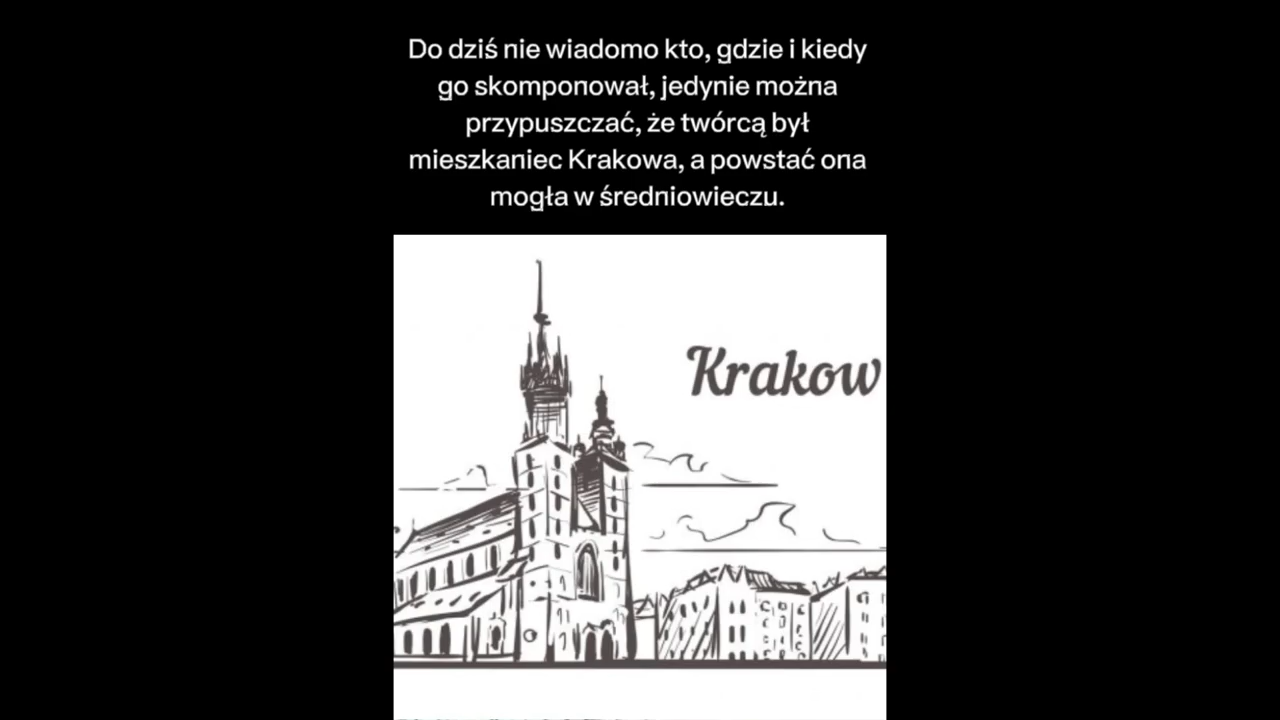 Do dziś nie wiadomo kto, gdzie i kiedy
go skomponował, jedynie można
przypuszczać, że twórcą był
mieszkaniec Krakowa, a powstać ona
mogła w średniowieczu.
Krakow